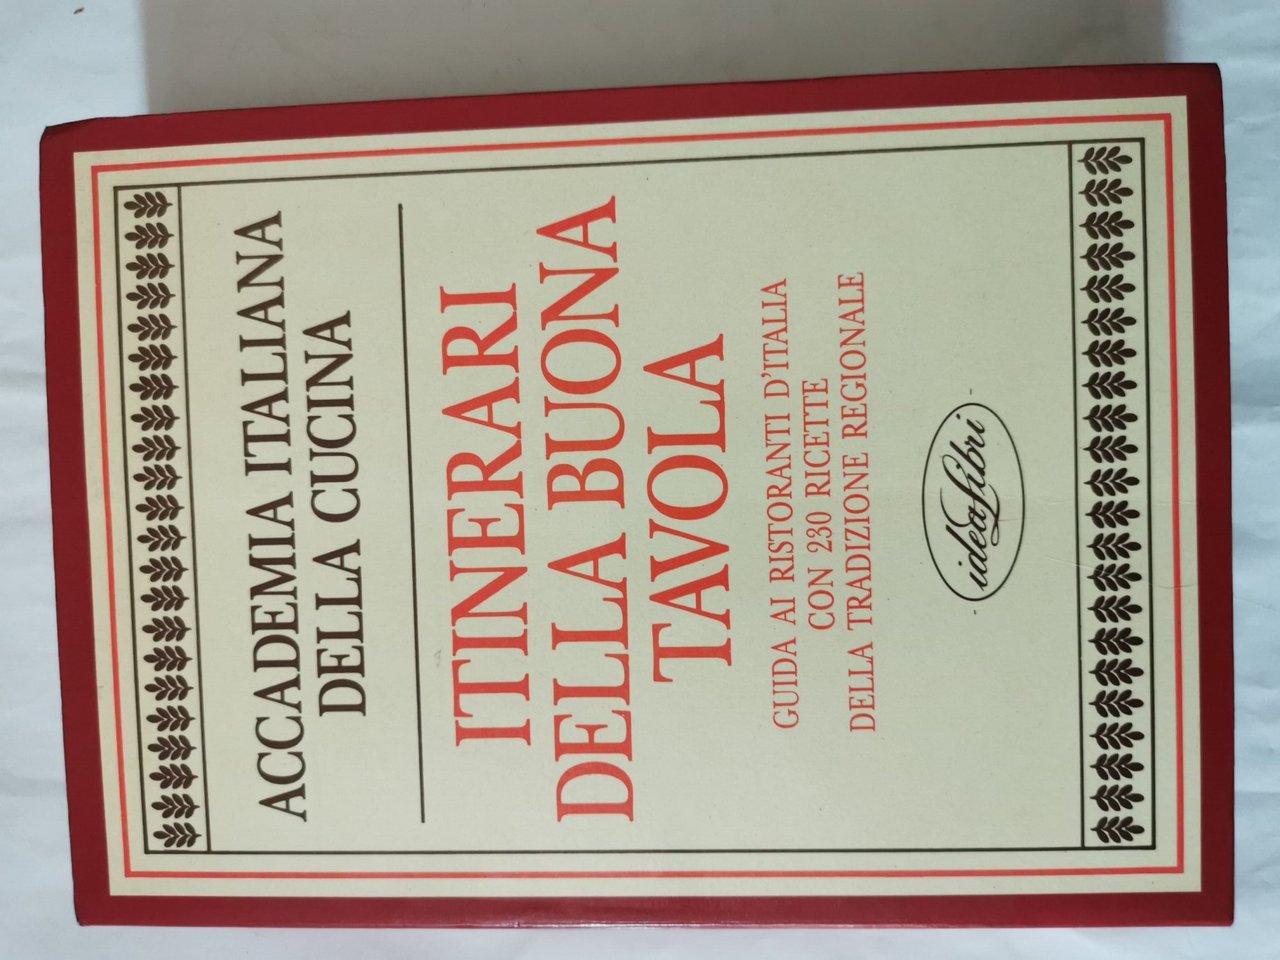 ACCADEMIA ITALIANA
DELLA CUCINA
ITINERARI
DELLA BUONA
TAVOLA
GUIDA AI RISTORANTI D'ITALIA
CON 230 RICETTE
DELLA TRADIZIONE REGIONALE
ideaLibri